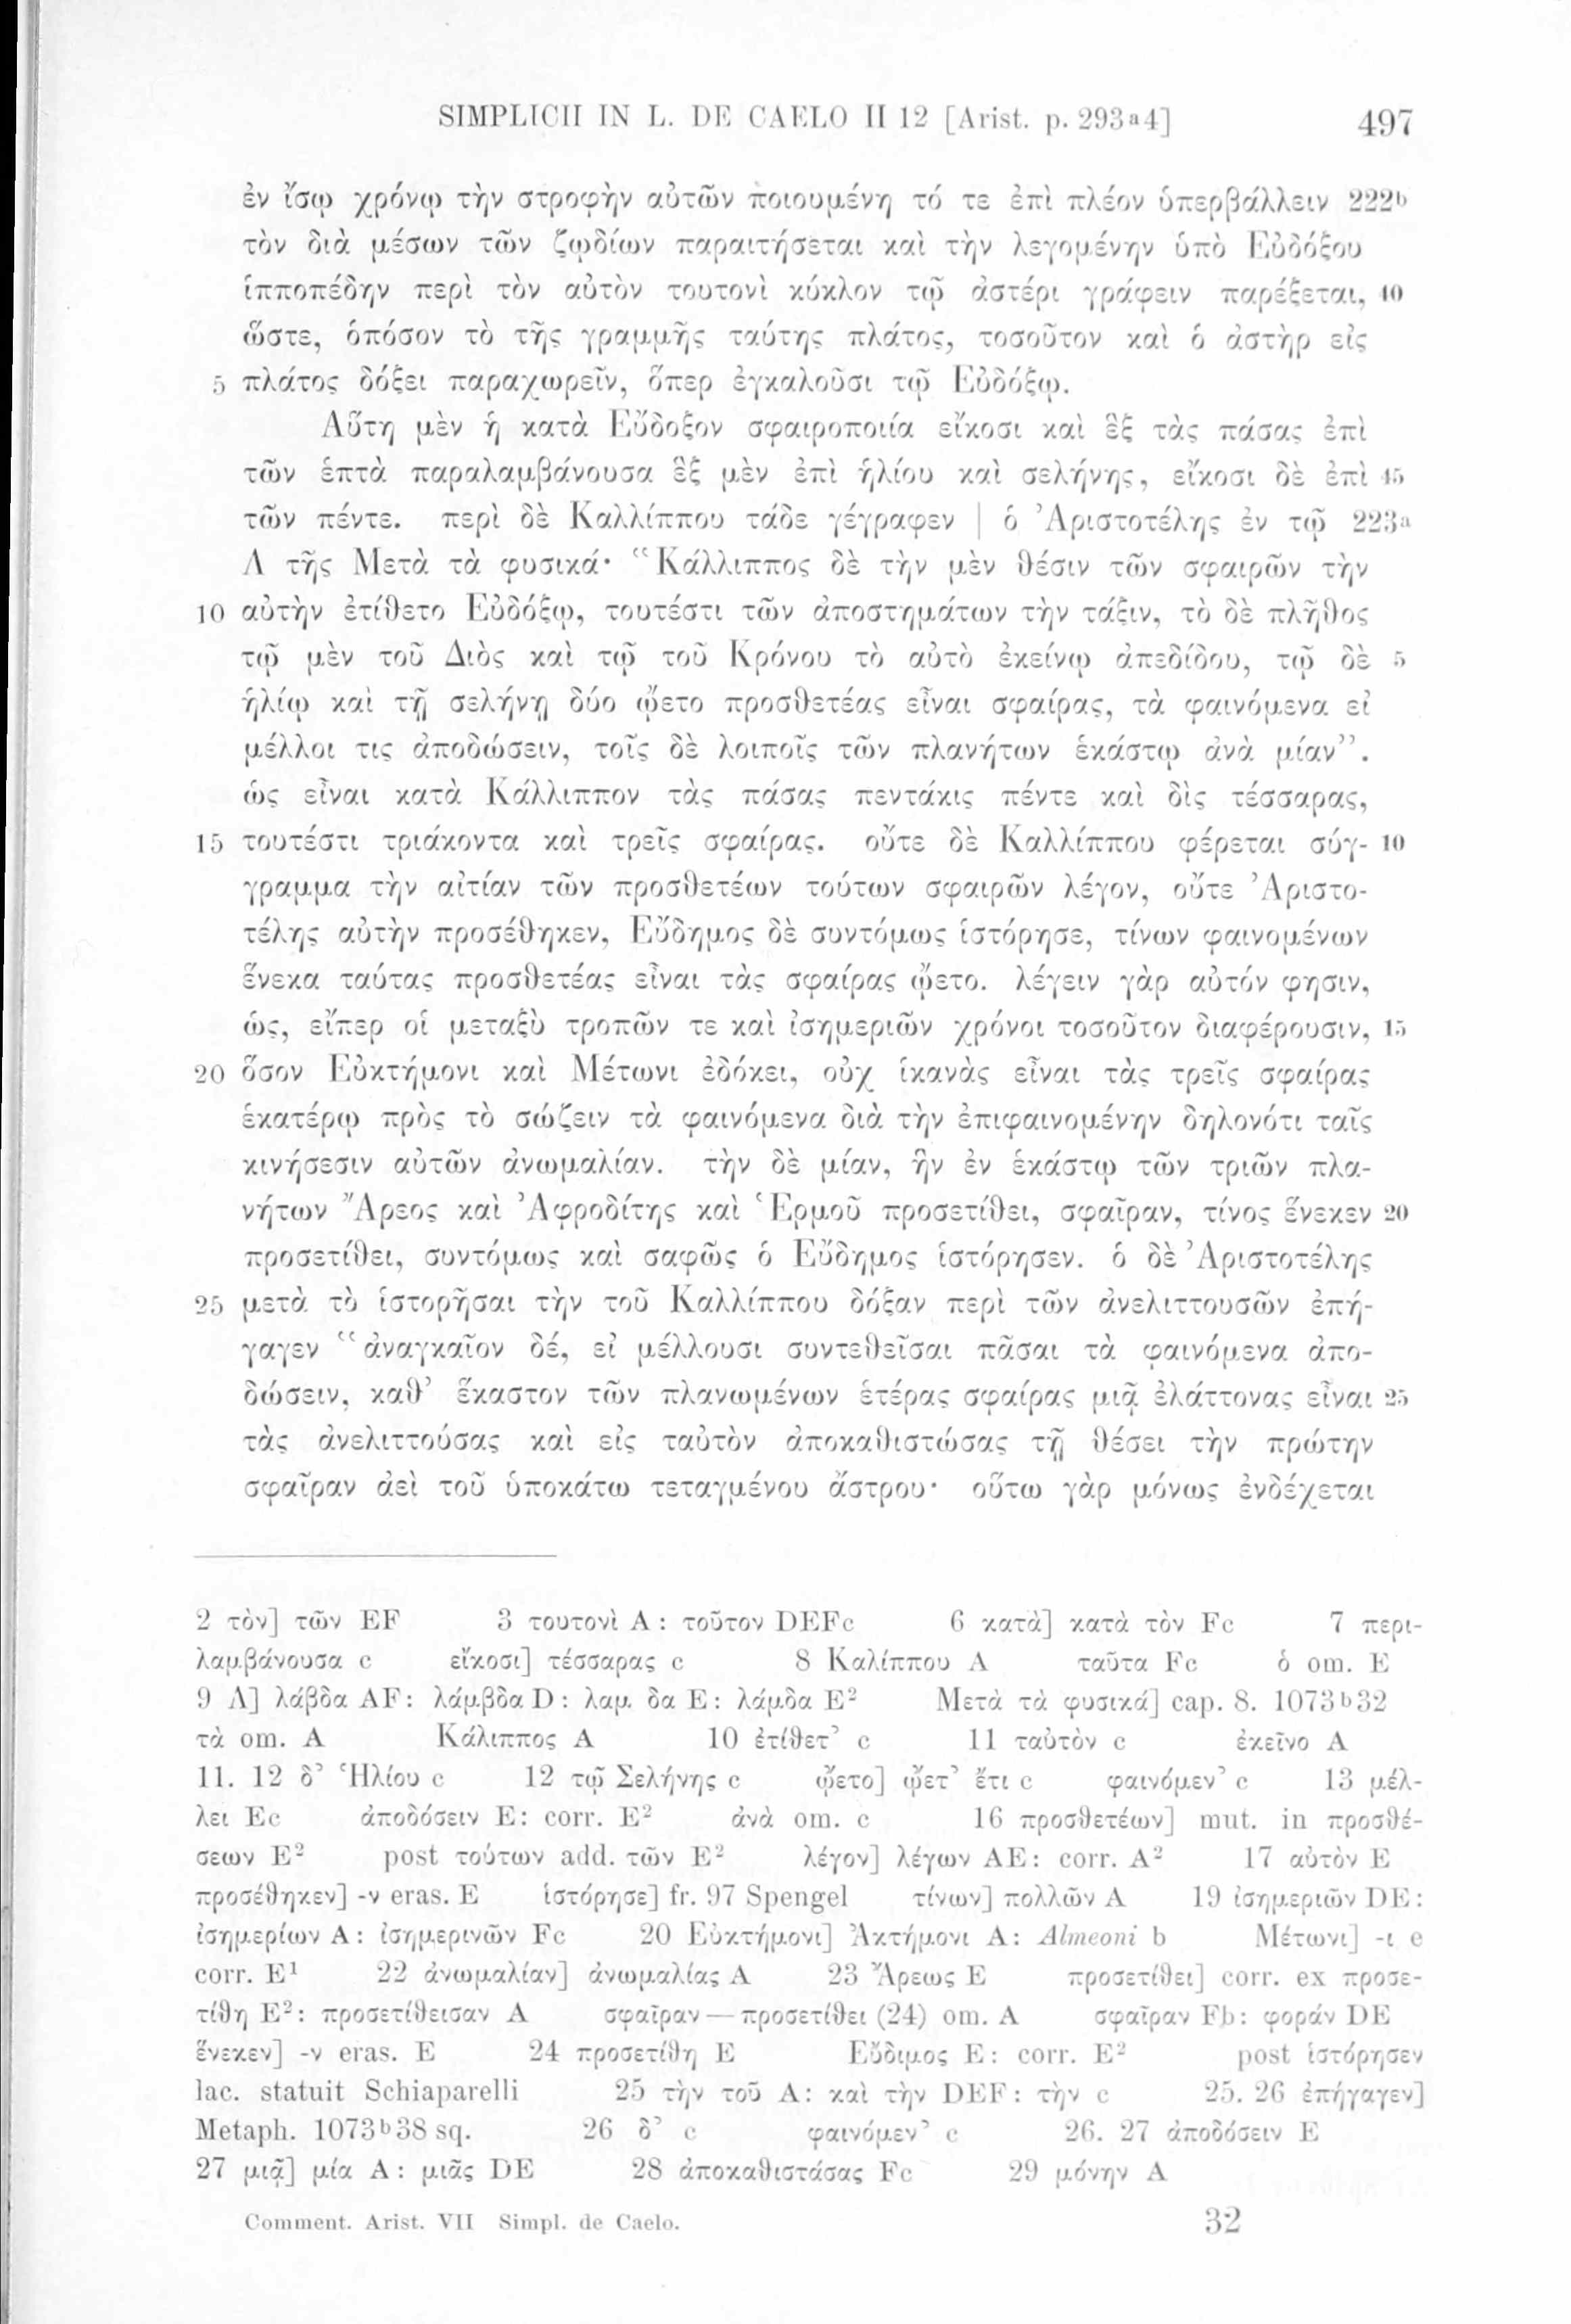 SIMPLICII IN L. DE CAELO II 12 [Arist. p. 293a4] 497
ἐν ἴσῳ χρόνῳ τὴν στροφὴν αὐτῶν ποιουμένη τό τε ἐπὶ πλέον ὑπερβάλλειν 222b
τὸν διὰ μέσων τῶν ζῳδίων παραιτήσεται καὶ τὴν λεγομένην ὑπὸ Εὐδόξου
ἱπποπέδην περὶ τὸν αὐτὸν τουτονὶ κύκλον τῷ ἀστέρι γράφειν παρέξεται, 40
ὥστε, ὁπόσον τὸ τῆς γραμμῆς ταύτης πλάτος, τοσοῦτον καὶ ὁ ἀστὴρ εἰς
5 πλάτος δόξει παραχωρεῖν, ὅπερ ἐγκαλοῦσι τῷ Εὐδόξῳ.
Αὕτη μὲν ἡ κατὰ Εὔδοξον σφαιροποιία εἴκοσι καὶ ἓξ τὰς πάσας ἐπὶ
τῶν ἑπτὰ παραλαμβάνουσα ἓξ μὲν ἐπὶ ἡλίου καὶ σελήνης, εἴκοσι δὲ ἐπὶ 45
τῶν πέντε. περὶ δὲ Καλλίππου τάδε γέγραφεν | ὁ Ἀριστοτέλης ἐν τῷ 223a
Λ τῆς Μετὰ τὰ φυσικά· “Κάλλιππος δὲ τὴν μὲν θέσιν τῶν σφαιρῶν τὴν
10 αὐτὴν ἐτίθετο Εὐδόξῳ, τουτέστι τῶν ἀποστημάτων τὴν τάξιν, τὸ δὲ πλῆθος
τῷ μὲν τοῦ Διὸς καὶ τῷ τοῦ Κρόνου τὸ αὐτὸ ἐκείνῳ ἀπεδίδου, τῷ δὲ 5
ἡλίῳ καὶ τῇ σελήνῃ δύο ᾤετο προσθετέας εἶναι σφαίρας, τὰ φαινόμενα εἰ
μέλλοι τις ἀποδώσειν, τοῖς δὲ λοιποῖς τῶν πλανήτων ἑκάστῳ ἀνὰ μίαν”.
ὡς εἶναι κατὰ Κάλλιππον τὰς πάσας πεντάκις πέντε καὶ δὶς τέσσαρας,
15 τουτέστι τριάκοντα καὶ τρεῖς σφαίρας. οὔτε δὲ Καλλίππου φέρεται σύγ- 10
γραμμα τὴν αἰτίαν τῶν προσθετέων τούτων σφαιρῶν λέγον, οὔτε Ἀριστο-
τέλης αὐτὴν προσέθηκεν, Εὔδημος δὲ συντόμως ἱστόρησε, τίνων φαινομένων
ἕνεκα ταύτας προσθετέας εἶναι τὰς σφαίρας ᾤετο. λέγειν γὰρ αὐτόν φησιν,
ὡς, εἴπερ οἱ μεταξὺ τροπῶν τε καὶ ἰσημεριῶν χρόνοι τοσοῦτον διαφέρουσιν, 15
20 ὅσον Εὐκτήμονι καὶ Μέτωνι ἐδόκει, οὐχ ἱκανὰς εἶναι τὰς τρεῖς σφαίρας
ἑκατέρῳ πρὸς τὸ σώζειν τὰ φαινόμενα διὰ τὴν ἐπιφαινομένην δηλονότι ταῖς
κινήσεσιν αὐτῶν ἀνωμαλίαν. τὴν δὲ μίαν, ἣν ἐν ἑκάστῳ τῶν τριῶν πλα-
νήτων Ἄρεος καὶ Ἀφροδίτης καὶ Ἑρμοῦ προσετίθει, σφαῖραν, τίνος ἕνεκεν 20
προσετίθει, συντόμως καὶ σαφῶς ὁ Εὔδημος ἱστόρησεν. ὁ δὲ Ἀριστοτέλης
25 μετὰ τὸ ἱστορῆσαι τὴν τοῦ Καλλίππου δόξαν περὶ τῶν ἀνελιττουσῶν ἐπή-
γαγεν “ἀναγκαῖον δέ, εἰ μέλλουσι συντεθεῖσαι πᾶσαι τὰ φαινόμενα ἀπο-
δώσειν, καθ’ ἕκαστον τῶν πλανωμένων ἑτέρας σφαίρας μιᾷ ἐλάττονας εἶναι 25
τὰς ἀνελιττούσας καὶ εἰς ταὐτὸν ἀποκαθιστώσας τῇ θέσει τὴν πρώτην
σφαῖραν ἀεὶ τοῦ ὑποκάτω τεταγμένου ἄστρου· οὕτω γὰρ μόνως ἐνδέχεται
2 τὸν] τῶν EF 3 τουτονὶ A: τοῦτον DEFc 6 κατὰ] κατὰ τὸν Fc 7 περι-
λαμβάνουσα c εἴκοσι] τέσσαρας c 8 Καλίππου A ταῦτα Fc ὁ om. E
9 Λ] λάβδα AF: λάμβδα D: λαμ δα E: λάμδα E² Μετὰ τὰ φυσικά] cap. 8. 1073b32
τὰ om. A Κάλιππος A 10 ἐτίθετ’ c 11 ταὐτὸν c ἐκεῖνο A
11. 12 δ’ Ἡλίου c 12 τῷ Σελήνης c ᾤετο] ᾤετ’ ἔτι c φαινόμεν’ c 13 μέλ-
λει Ec ἀποδόσειν E: corr. E² ἀνὰ om. c 16 προσθετέων] mut. in προσθέ-
σεων E² post τούτων add. τῶν E² λέγον] λέγων AE: corr. A² 17 αὐτὸν E
προσέθηκεν] -ν eras. E ἱστόρησε] fr. 97 Spengel τίνων] πολλῶν A 19 ἰσημεριῶν DE:
ἰσημερίων A: ἰσημερινῶν Fc 20 Εὐκτήμονι] Ἀκτήμονι A: Almeoni b Μέτωνι] -ι e
corr. E¹ 22 ἀνωμαλίαν] ἀνωμαλίας A 23 Ἄρεως E προσετίθει] corr. ex προσε-
τίθη E²: προσετίθεισαν A σφαῖραν — προσετίθει (24) om. A σφαῖραν Fb: φοράν DE
ἕνεκεν] -ν eras. E 24 προσετίθη E Εὔδιμος E: corr. E² post ἱστόρησεν
lac. statuit Schiaparelli 25 τὴν τοῦ A: καὶ τὴν DEF: τὴν c 25. 26 ἐπήγαγεν]
Metaph. 1073b38 sq. 26 δ’ c φαινόμεν’ c 26. 27 ἀποδόσειν E
27 μιᾷ] μία A: μιᾶς DE 28 ἀποκαθιστάσας Fc 29 μόνην A
Comment. Arist. VII Simpl. de Caelo. 32